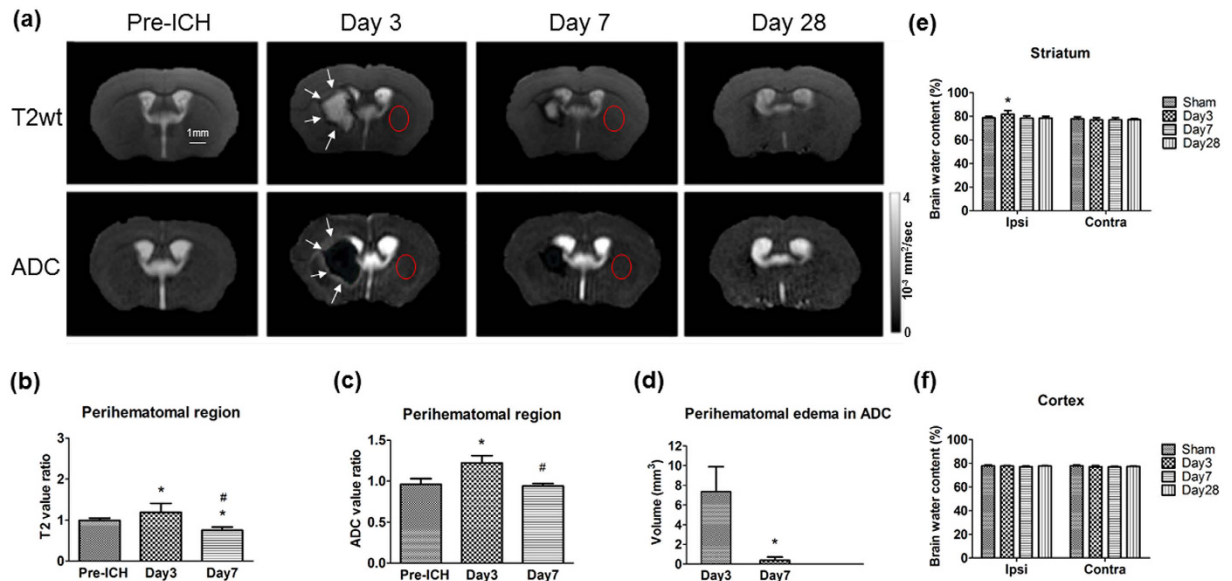 (a)
Pre-ICH Day 3 Day 7 Day 28
T2wt
1mm
ADC
4
10-3 mm2/sec
0
(b)
Perihematomal region
T2 value ratio
3
2
1
0
Pre-ICH Day3 Day7
*
#
*
(c)
Perihematomal region
ADC value ratio
1.5
1.0
0.5
0.0
Pre-ICH Day3 Day7
*
#
(d)
Perihematomal edema in ADC
Volume (mm3)
12
10
8
6
4
2
0
Day3 Day7
*
(e)
Striatum
Brain water content (%)
100
80
60
40
20
0
*
Ipsi Contra
Sham
Day3
Day7
Day28
(f)
Cortex
Brain water content (%)
100
80
60
40
20
0
Ipsi Contra
Sham
Day3
Day7
Day28